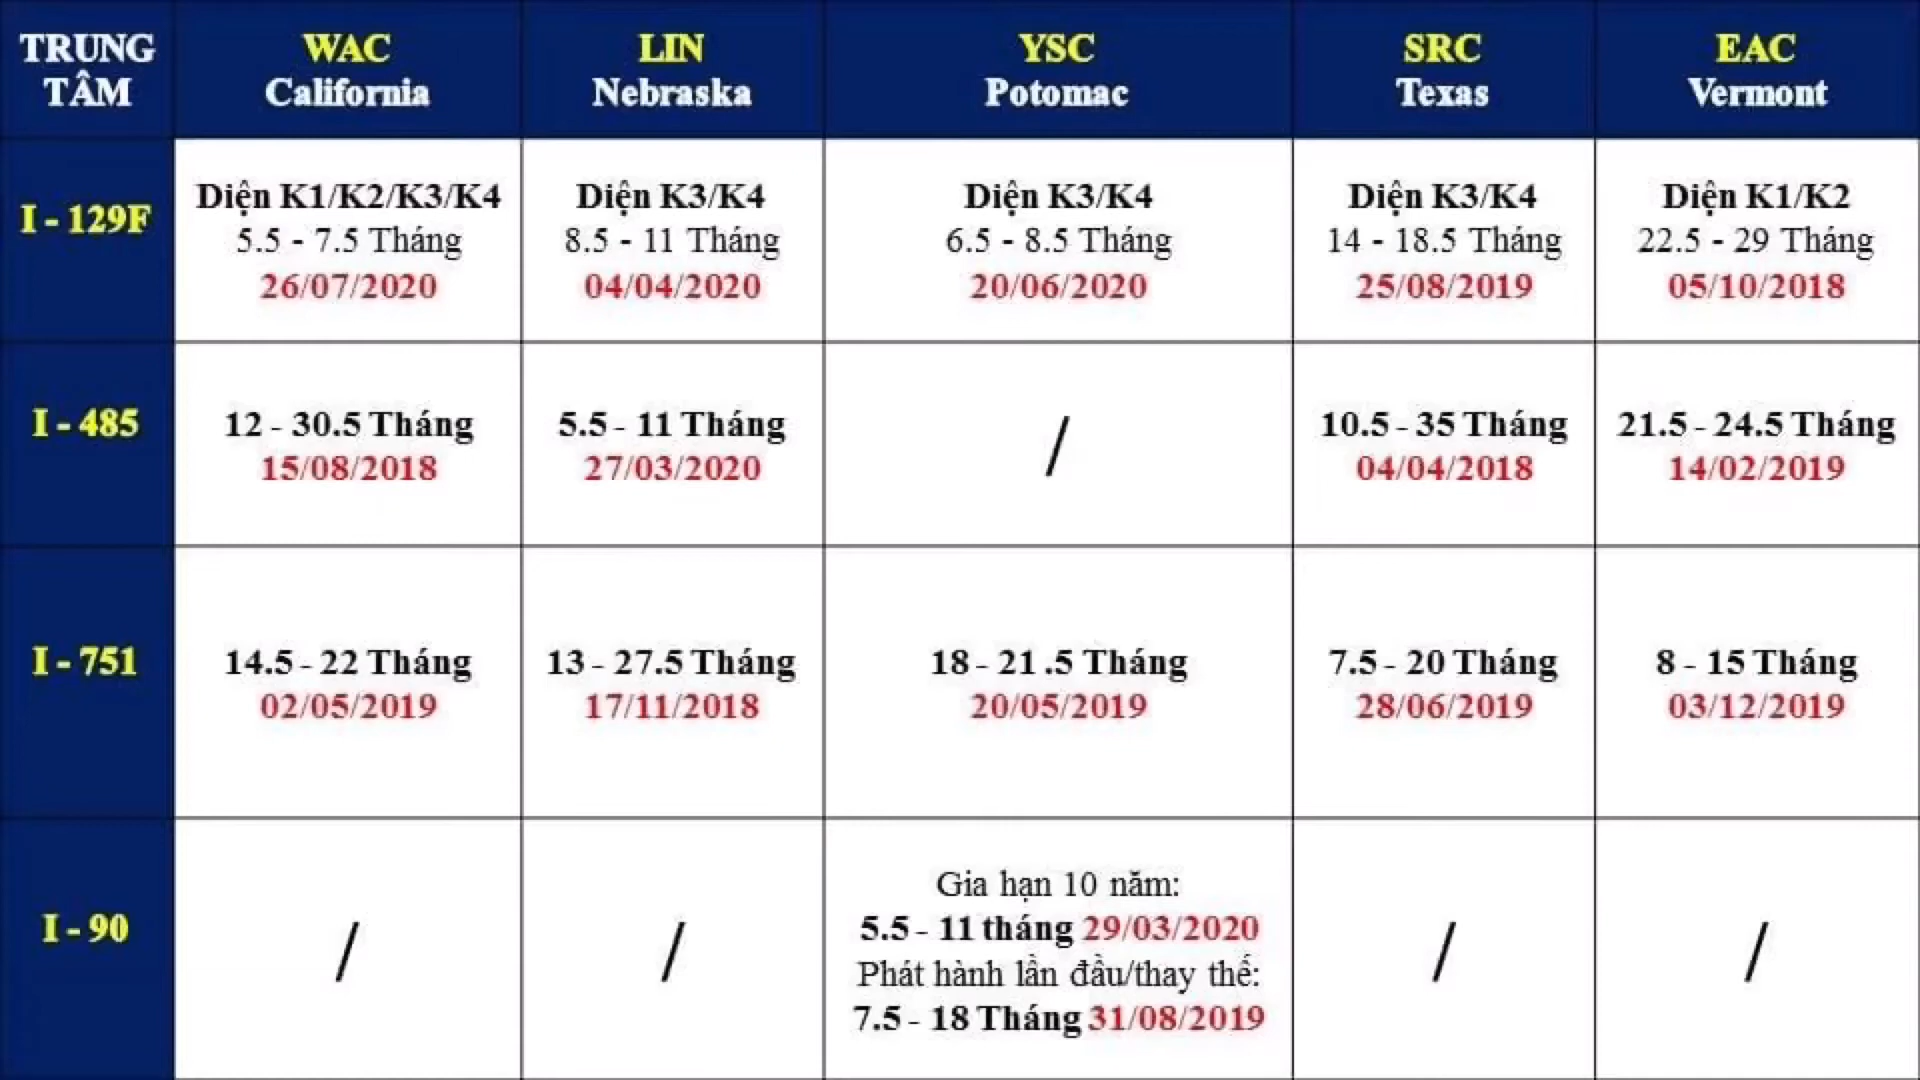 TRUNG
TÂM
WAC
California
LIN
Nebraska
YSC
Potomac
SRC
Texas
EAC
Vermont
I - 129F
Diện K1/K2/K3/K4
5.5 - 7.5 Tháng
26/07/2020
Diện K3/K4
8.5 - 11 Tháng
04/04/2020
Diện K3/K4
6.5 - 8.5 Tháng
20/06/2020
Diện K3/K4
14 - 18.5 Tháng
25/08/2019
Diện K1/K2
22.5 - 29 Tháng
05/10/2018
I - 485
12 - 30.5 Tháng
15/08/2018
5.5 - 11 Tháng
27/03/2020
/
10.5 - 35 Tháng
04/04/2018
21.5 - 24.5 Tháng
14/02/2019
I - 751
14.5 - 22 Tháng
02/05/2019
13 - 27.5 Tháng
17/11/2018
18 - 21 .5 Tháng
20/05/2019
7.5 - 20 Tháng
28/06/2019
8 - 15 Tháng
03/12/2019
I - 90
/
/
Gia hạn 10 năm:
5.5 - 11 tháng 29/03/2020
Phát hành lần đầu/thay thế:
7.5 - 18 Tháng 31/08/2019
/
/